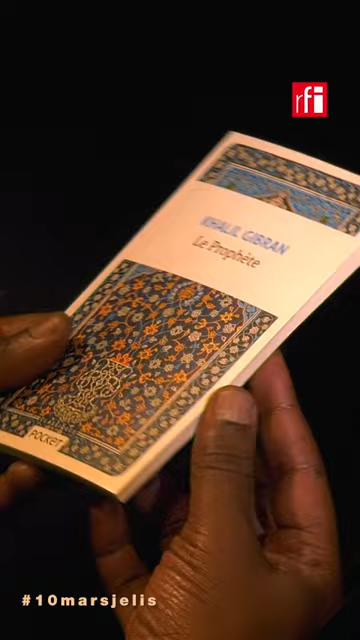 rfi
KHALIL GIBRAN
Le Prophète
POCKET
#10marsjelis